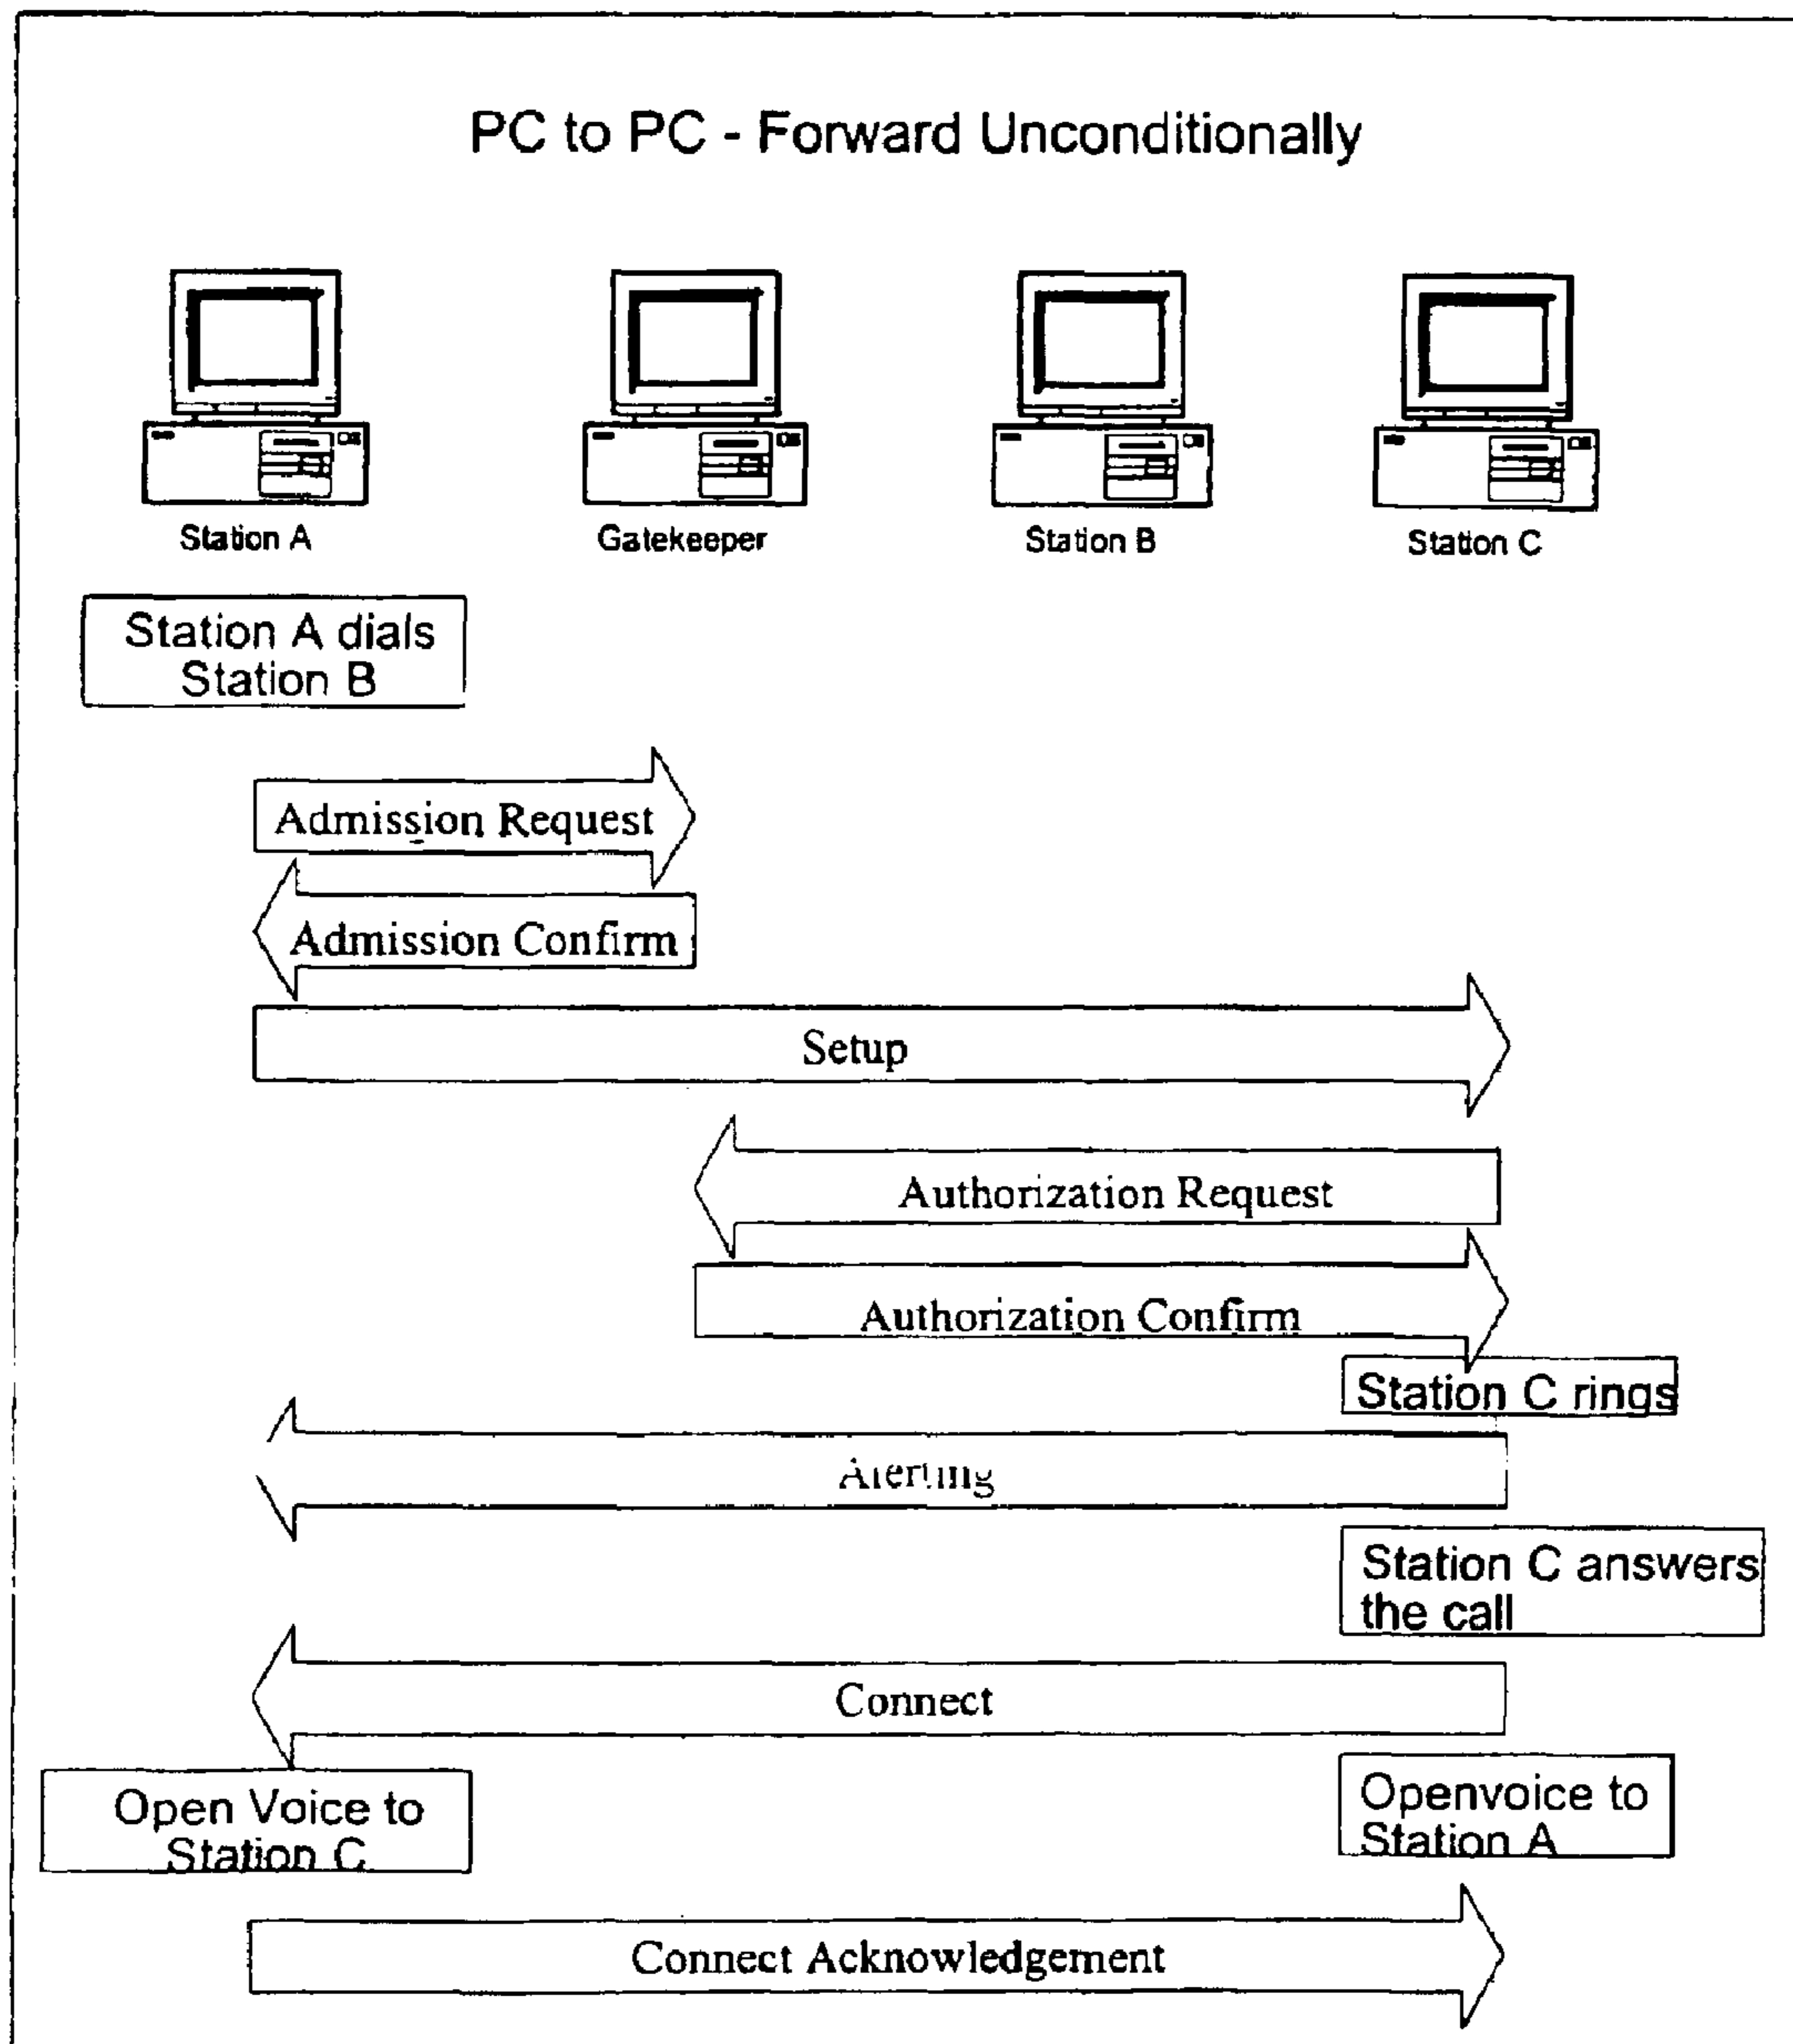 PC to PC - Forward Unconditionally
Station A
Gatekeeper
Station B
Station C
Station A dials
Station B
Admission Request
Admission Confirm
Setup
Authorization Request
Authorization Confirm
Station C rings
Alerting
Station C answers
the call
Connect
Open Voice to
Station C
Openvoice to
Station A
Connect Acknowledgement